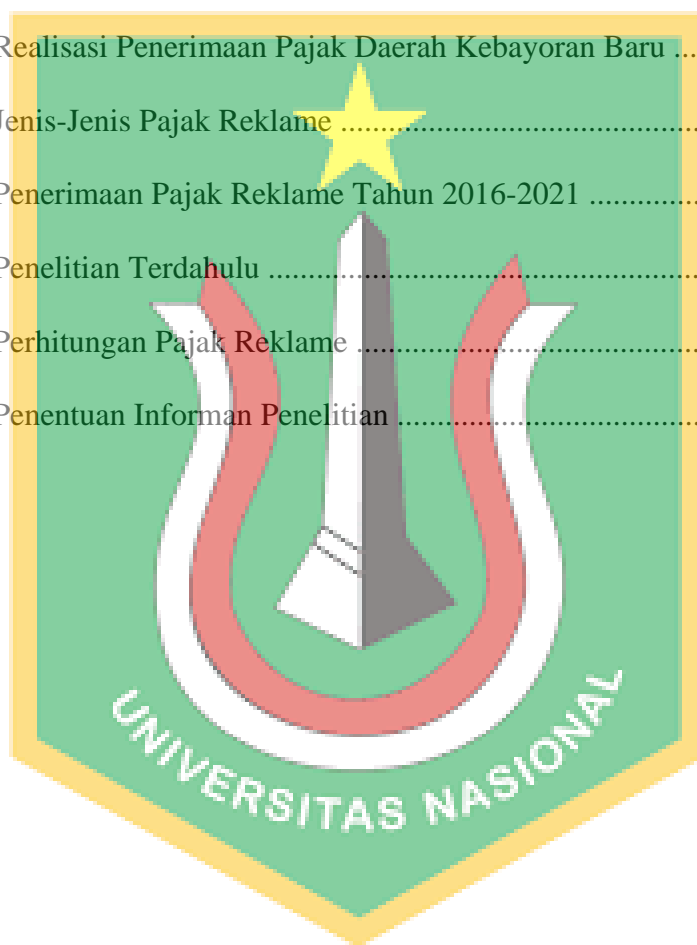 Realisasi Penerimaan Pajak Daerah Kebayoran Baru ...
Jenis-Jenis Pajak Reklame ..........................................
Penerimaan Pajak Reklame Tahun 2016-2021 .............
Penelitian Terdahulu ....................................................
Perhitungan Pajak Reklame .........................................
Penentuan Informan Penelitian ....................................
UNIVERSITAS NASIONAL